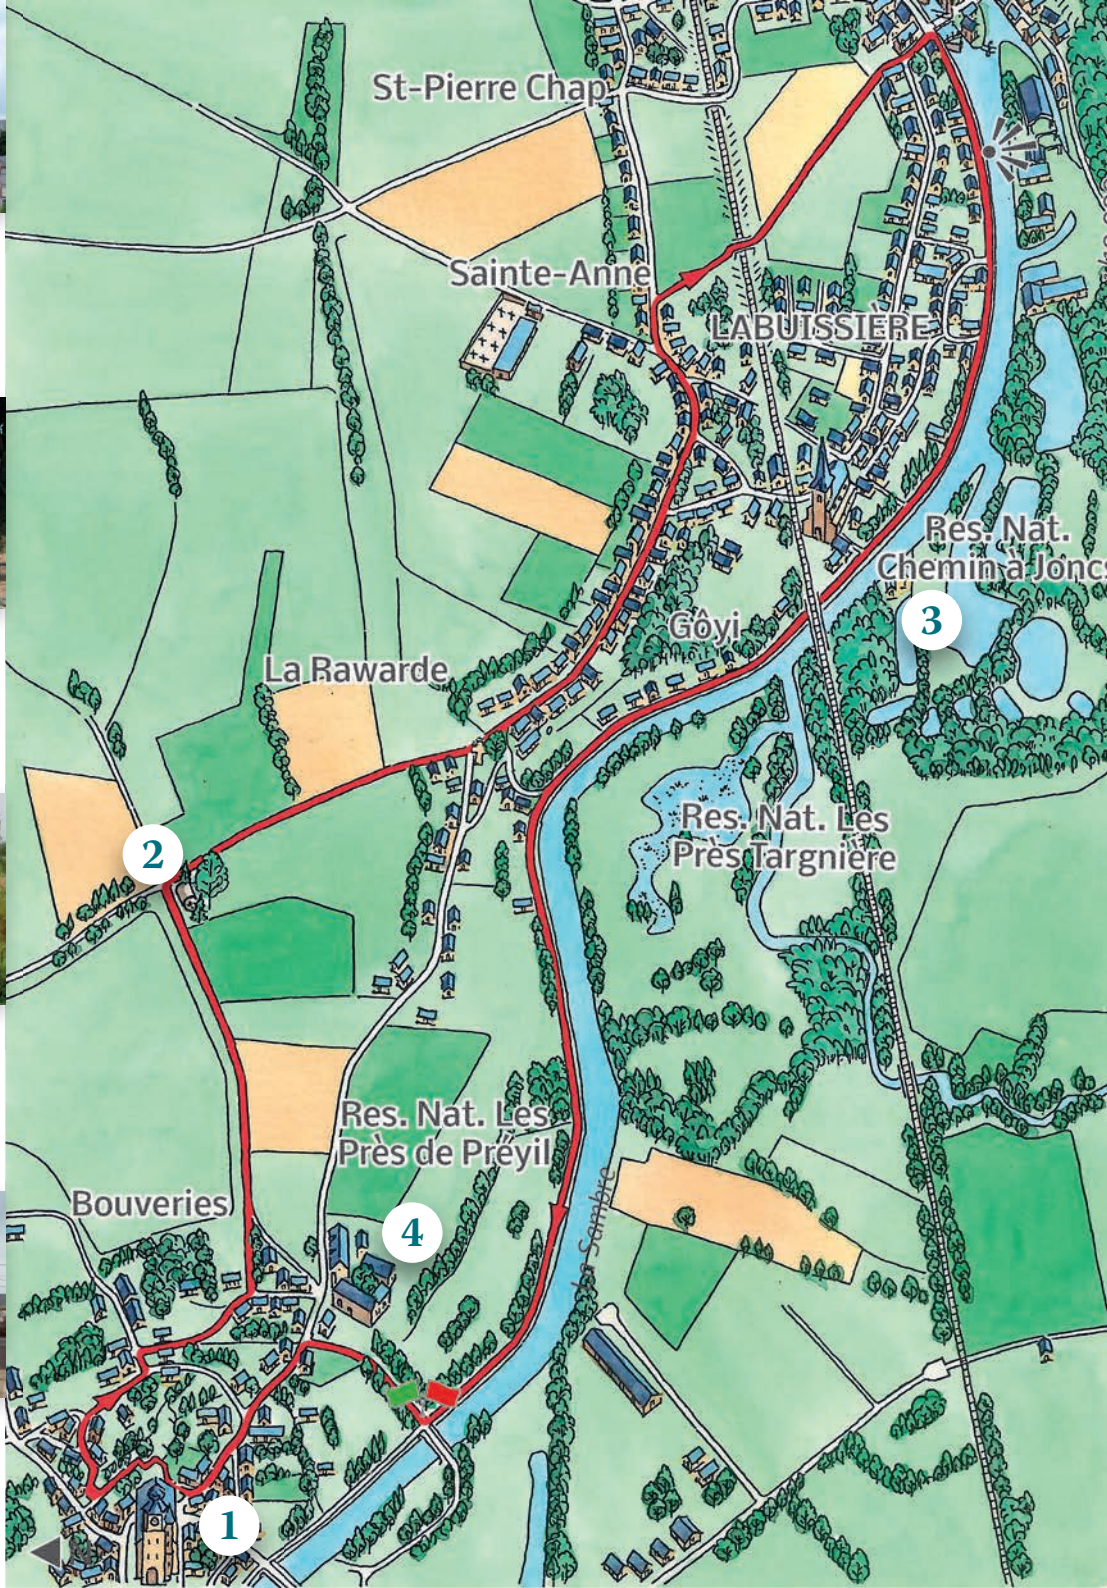 St-Pierre Chap
Sainte-Anne
LABUISSIÈRE
Res. Nat.
Chemin à Joncs
3
Gôyi
La Rawarde
2
Res. Nat. Les
Près Targnière
Res. Nat. Les
Près de Préyil
Bouveries
4
La Sambre
1